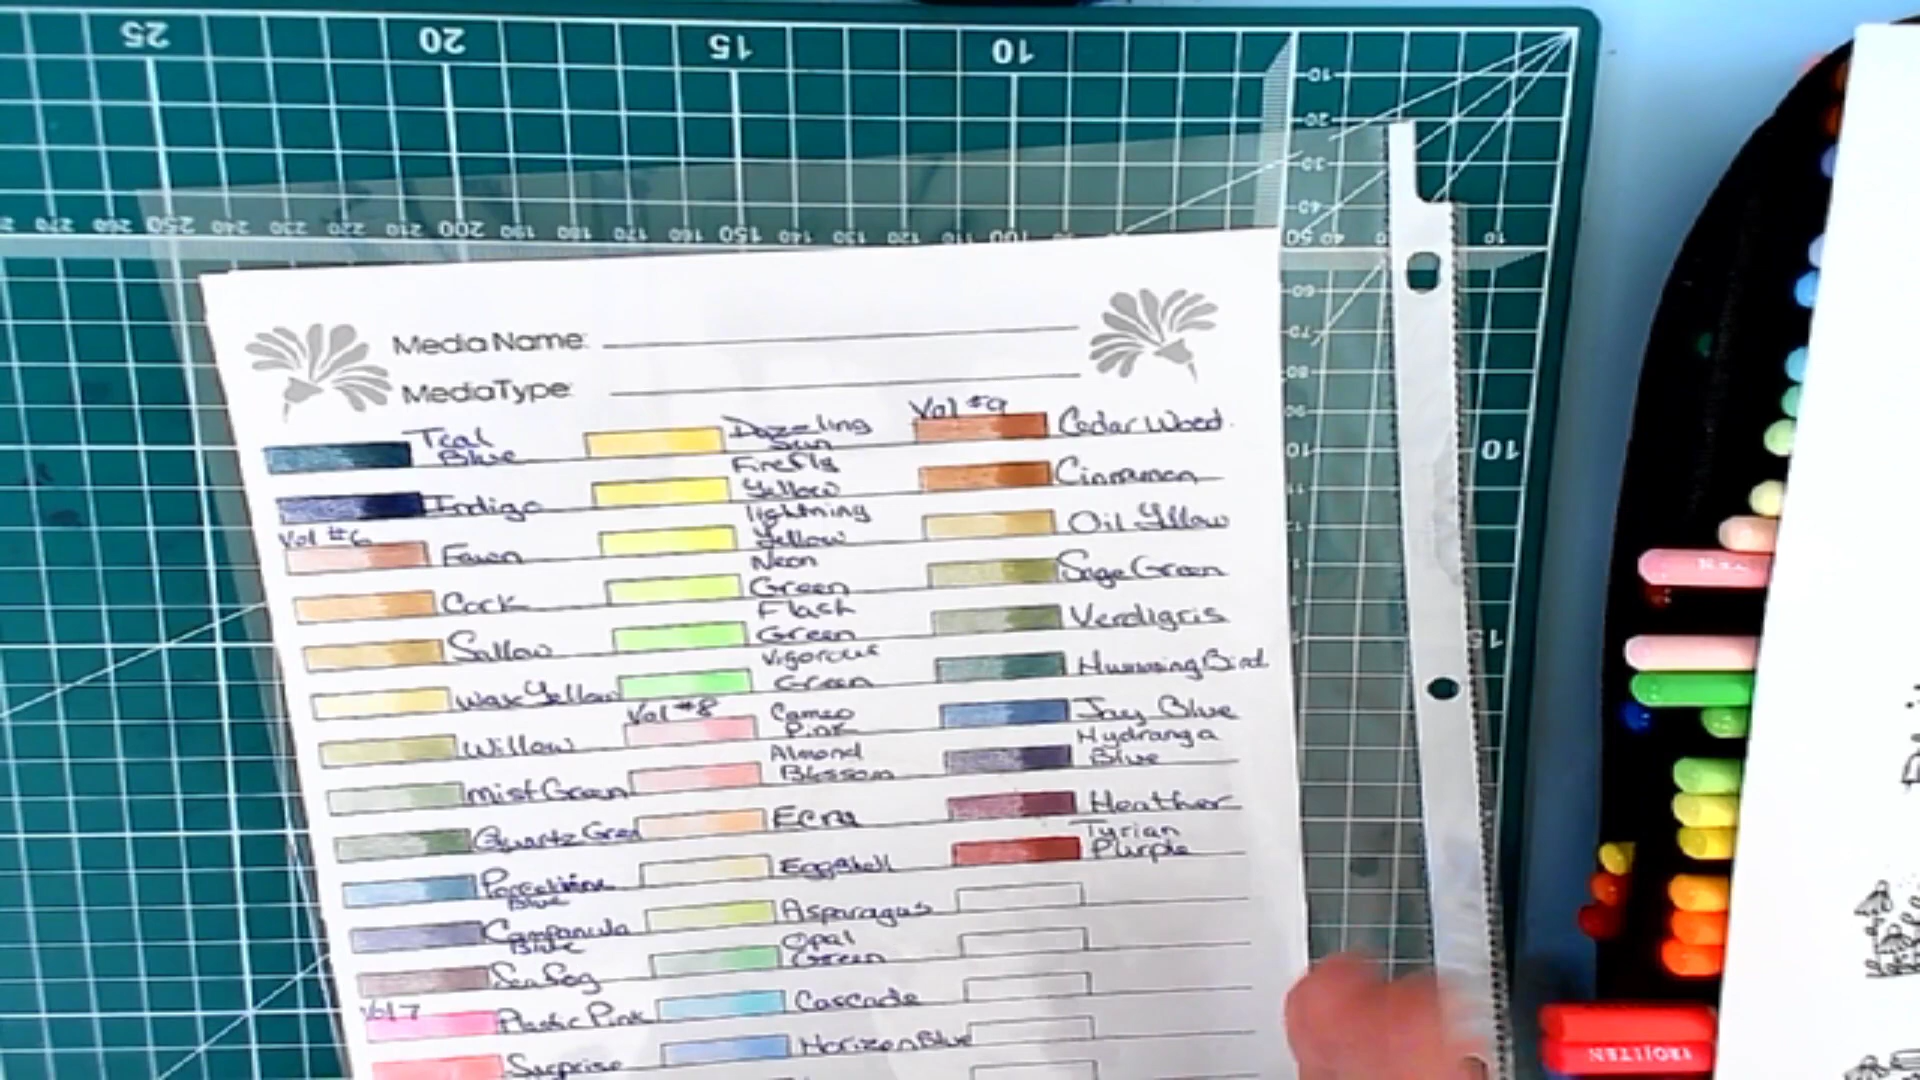 25 20 15 10
Media Name:
Media Type:
Teal
Blue
Indigo
Vol #6
Fawn
Cork
Sallow
Wax Yellow
Willow
mist Green
Quartz Green
Blue
Campanula
Blue
Sea Fog
Vol 7
Plastic Pink
Surprise
Dazzling
Sun
Firefly
Yellow
lightning
Yellow
Neon
Green
Flash
Green
Vigorous
Green
Vol #8
Cameo
Pink
Almond
Blossom
Ecru
Eggshell
Asparagus
Opal
Green
Cascade
Horizon Blue
Vol #9
Cedar Wood
Cinnamon
Oil Yellow
Sage Green
Verdigris
Humming Bird
Jay Blue
Hydranga
Blue
Heather
Tyrian
Purple
10
15